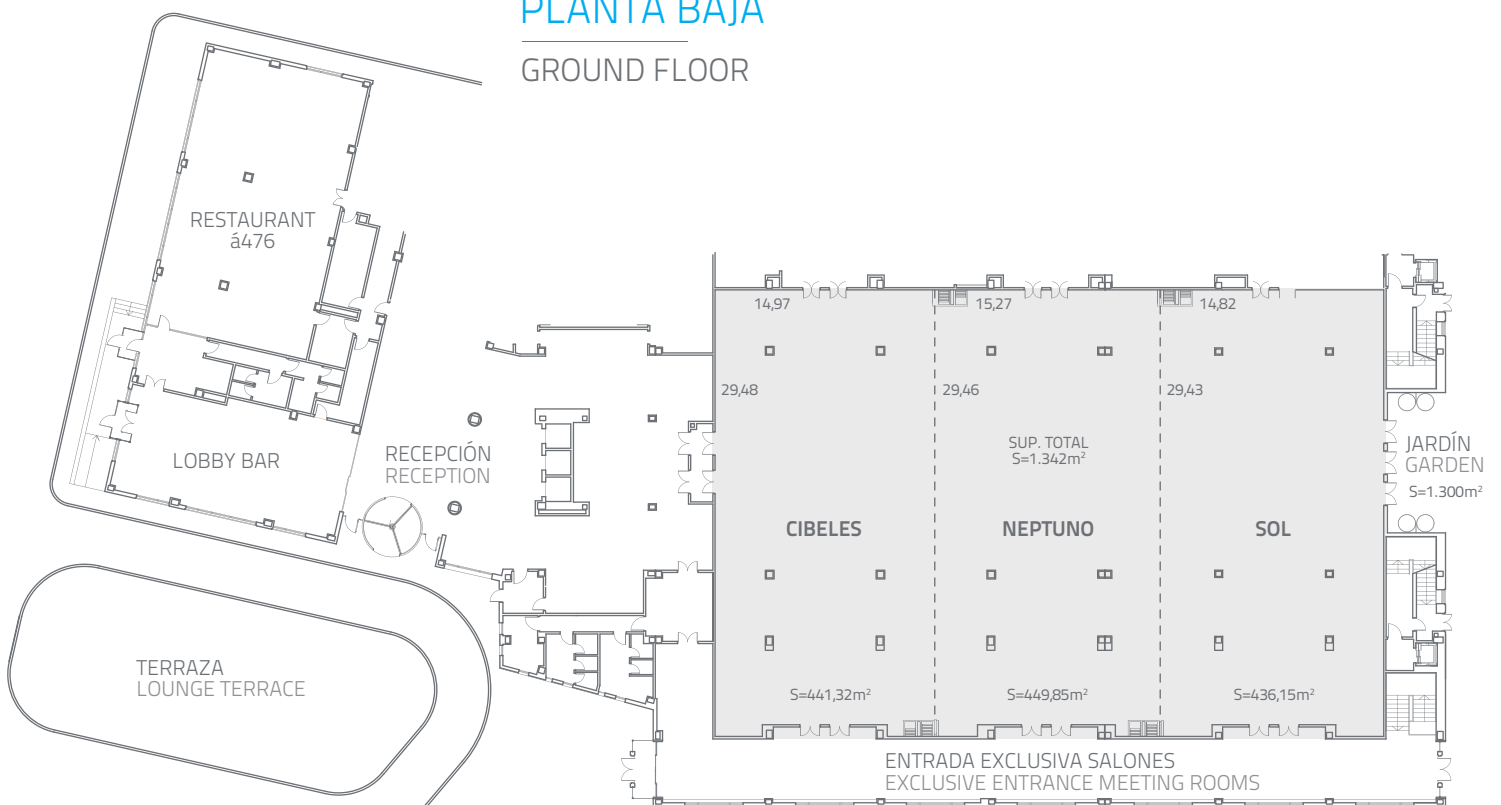 PLANTA BAJA
GROUND FLOOR
RESTAURANT
á476
LOBBY BAR
RECEPCIÓN
RECEPTION
TERRAZA
LOUNGE TERRACE
14,97
15,27
14,82
29,48
29,46
29,43
SUP. TOTAL
S=1.342m²
CIBELES
NEPTUNO
SOL
S=441,32m²
S=449,85m²
S=436,15m²
JARDÍN
GARDEN
S=1.300m²
ENTRADA EXCLUSIVA SALONES
EXCLUSIVE ENTRANCE MEETING ROOMS